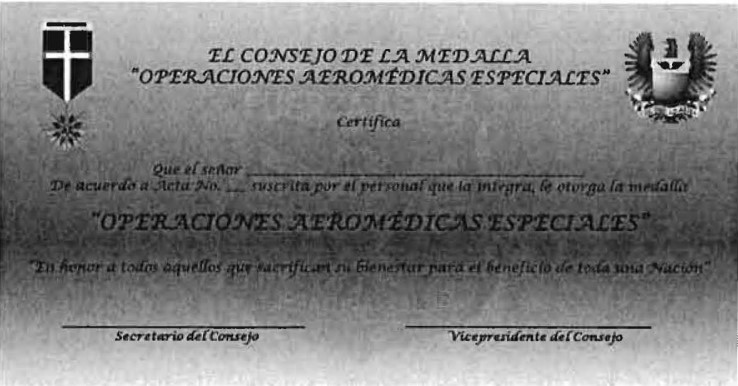 EL CONSEJO DE LA MEDALLA
"OPERACIONES AEROMÉDICAS ESPECIALES"
Certifica
Que el señor ______________________
De acuerdo a Acta No. __ suscrita por el personal que la integra, le otorga la medalla
"OPERACIONES AEROMÉDICAS ESPECIALES"
"En honor a todos aquellos que sacrifican su bienestar para el beneficio de toda una Nación"
Secretario del Consejo Vicepresidente del Consejo